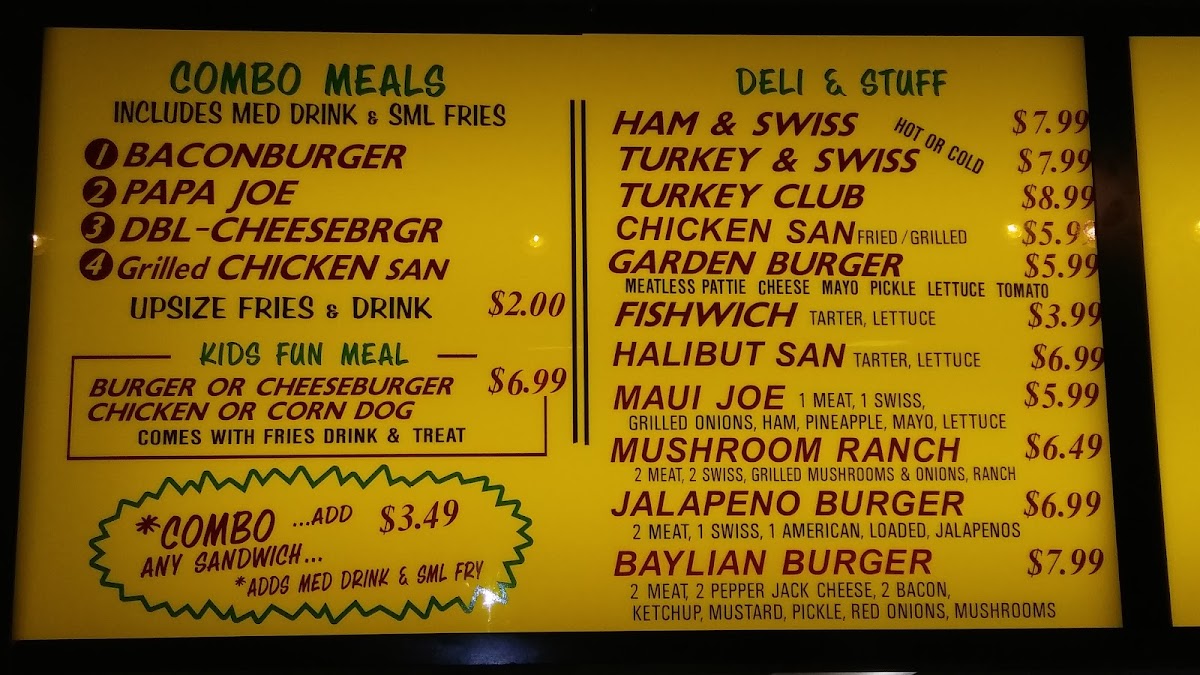 COMBO MEALS
INCLUDES MED DRINK & SML FRIES
1 BACONBURGER
2 PAPA JOE
3 DBL-CHEESEBRGR
4 Grilled CHICKEN SAN
UPSIZE FRIES & DRINK $2.00
KIDS FUN MEAL
BURGER OR CHEESEBURGER $6.99
CHICKEN OR CORN DOG
COMES WITH FRIES DRINK & TREAT
*COMBO ...ADD $3.49
ANY SANDWICH...
*ADDS MED DRINK & SML FRY
DELI & STUFF
HAM & SWISS $7.99
HOT OR COLD
TURKEY & SWISS $7.99
TURKEY CLUB $8.99
CHICKEN SAN FRIED/GRILLED $5.99
GARDEN BURGER $5.99
MEATLESS PATTIE CHEESE MAYO PICKLE LETTUCE TOMATO
FISHWICH TARTER, LETTUCE $3.99
HALIBUT SAN TARTER, LETTUCE $6.99
MAUI JOE 1 MEAT, 1 SWISS, $5.99
GRILLED ONIONS, HAM, PINEAPPLE, MAYO, LETTUCE
MUSHROOM RANCH $6.49
2 MEAT, 2 SWISS, GRILLED MUSHROOMS & ONIONS, RANCH
JALAPENO BURGER $6.99
2 MEAT, 1 SWISS, 1 AMERICAN, LOADED, JALAPENOS
BAYLIAN BURGER $7.99
2 MEAT, 2 PEPPER JACK CHEESE, 2 BACON,
KETCHUP, MUSTARD, PICKLE, RED ONIONS, MUSHROOMS